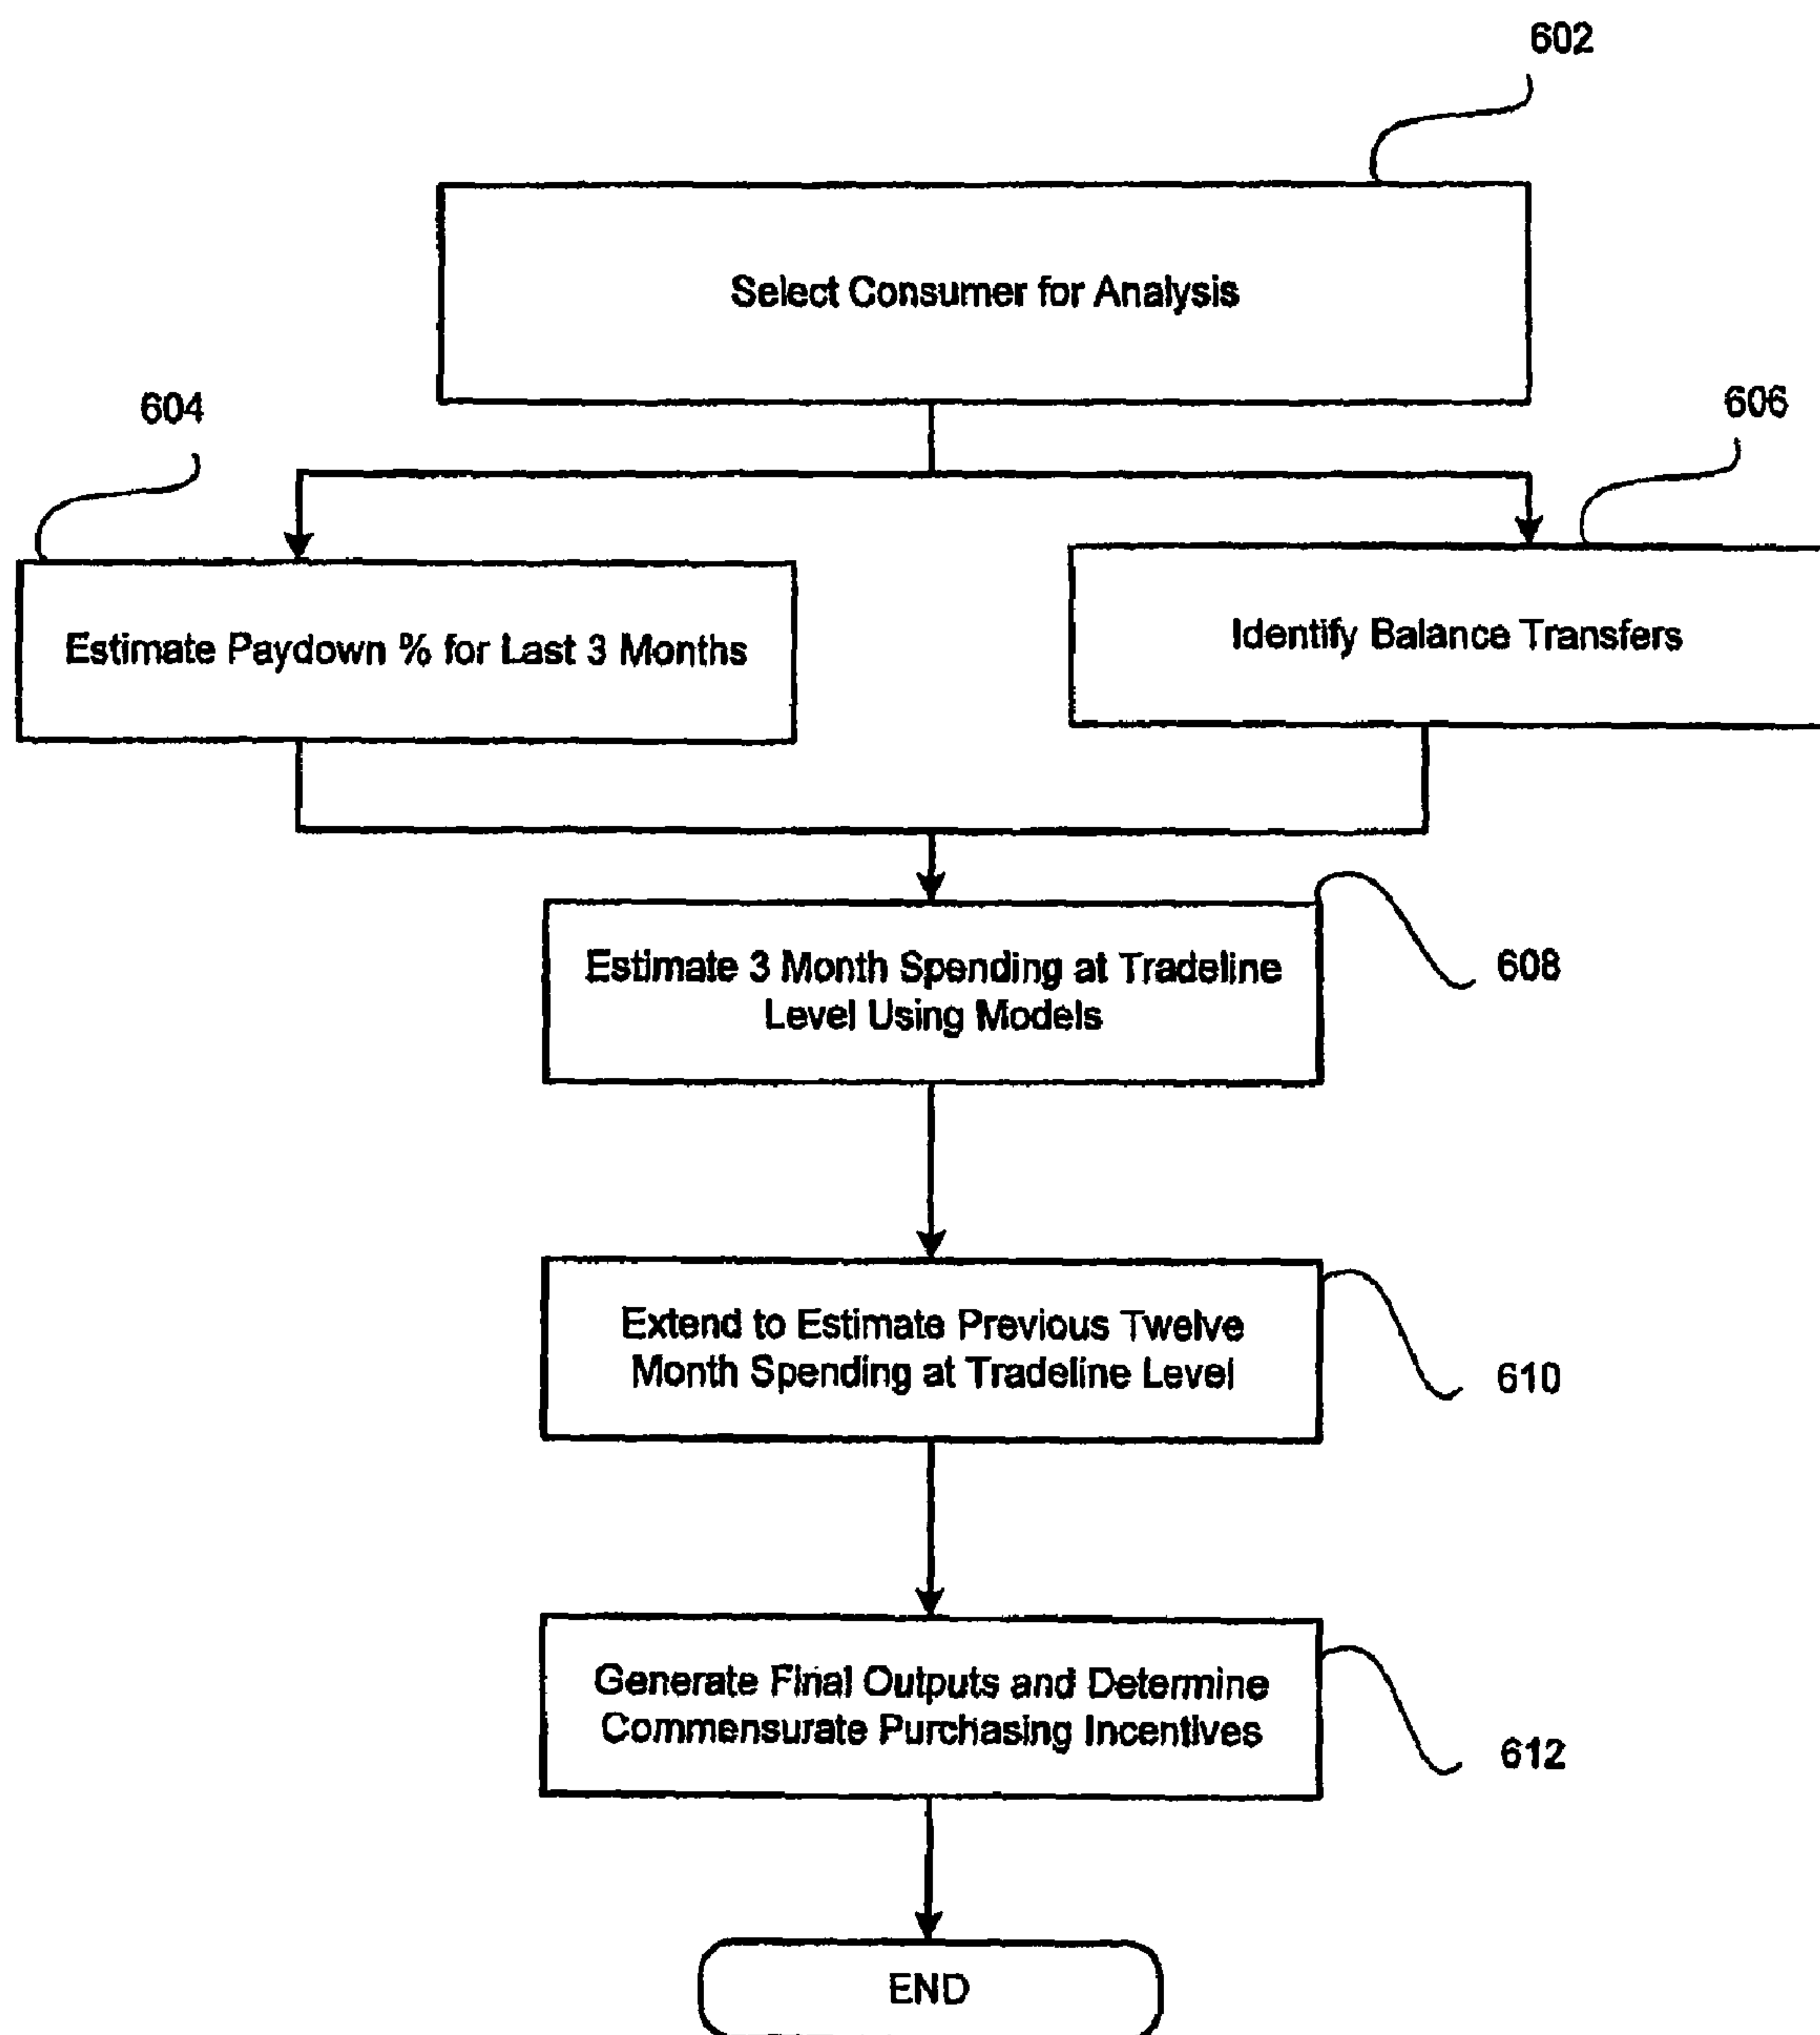 602
Select Consumer for Analysis
604
606
Estimate Paydown % for Last 3 Months
Identify Balance Transfers
Estimate 3 Month Spending at Tradeline
Level Using Models
608
Extend to Estimate Previous Twelve
Month Spending at Tradeline Level
610
Generate Final Outputs and Determine
Commensurate Purchasing Incentives
612
END